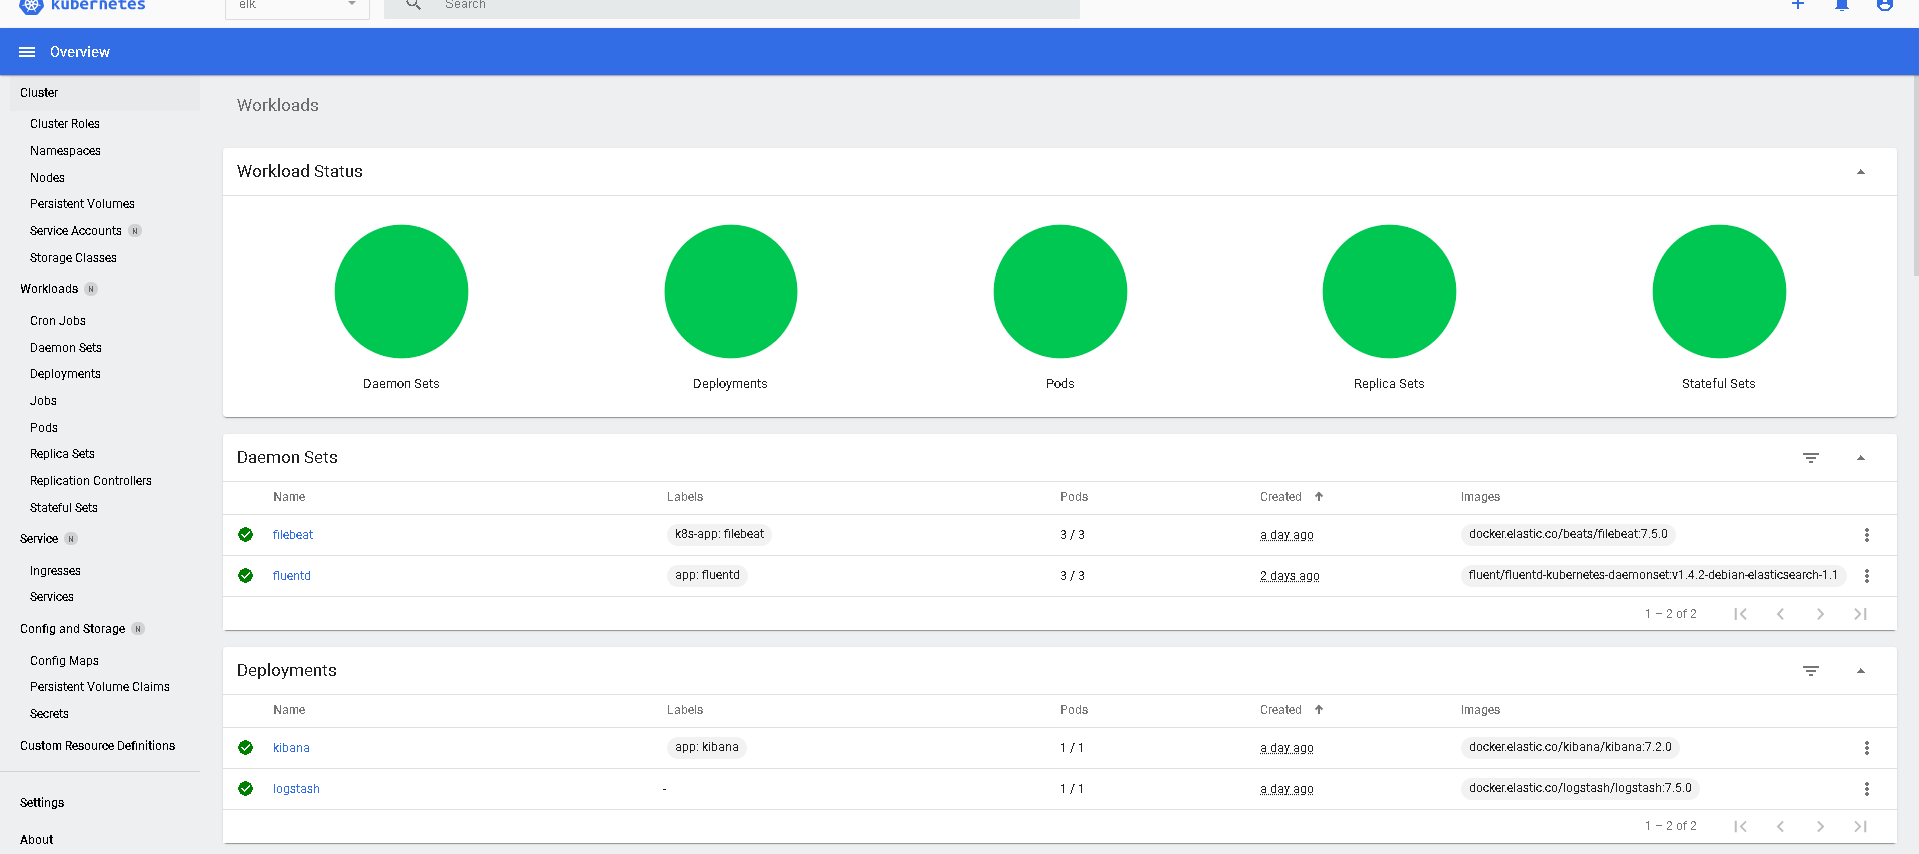 kubernetes
elk
Search
Overview
Cluster
Cluster Roles
Namespaces
Nodes
Persistent Volumes
Service Accounts N
Storage Classes
Workloads N
Cron Jobs
Daemon Sets
Deployments
Jobs
Pods
Replica Sets
Replication Controllers
Stateful Sets
Service N
Ingresses
Services
Config and Storage N
Config Maps
Persistent Volume Claims
Secrets
Custom Resource Definitions
Settings
About
Workloads
Workload Status
Daemon Sets Deployments Pods Replica Sets Stateful Sets
Daemon Sets
Name Labels Pods Created Images
filebeat k8s-app: filebeat 3 / 3 a day ago docker.elastic.co/beats/filebeat:7.5.0
fluentd app: fluentd 3 / 3 2 days ago fluent/fluentd-kubernetes-daemonset:v1.4.2-debian-elasticsearch-1.1
1 – 2 of 2
Deployments
Name Labels Pods Created Images
kibana app: kibana 1 / 1 a day ago docker.elastic.co/kibana/kibana:7.2.0
logstash - 1 / 1 a day ago docker.elastic.co/logstash/logstash:7.5.0
1 – 2 of 2